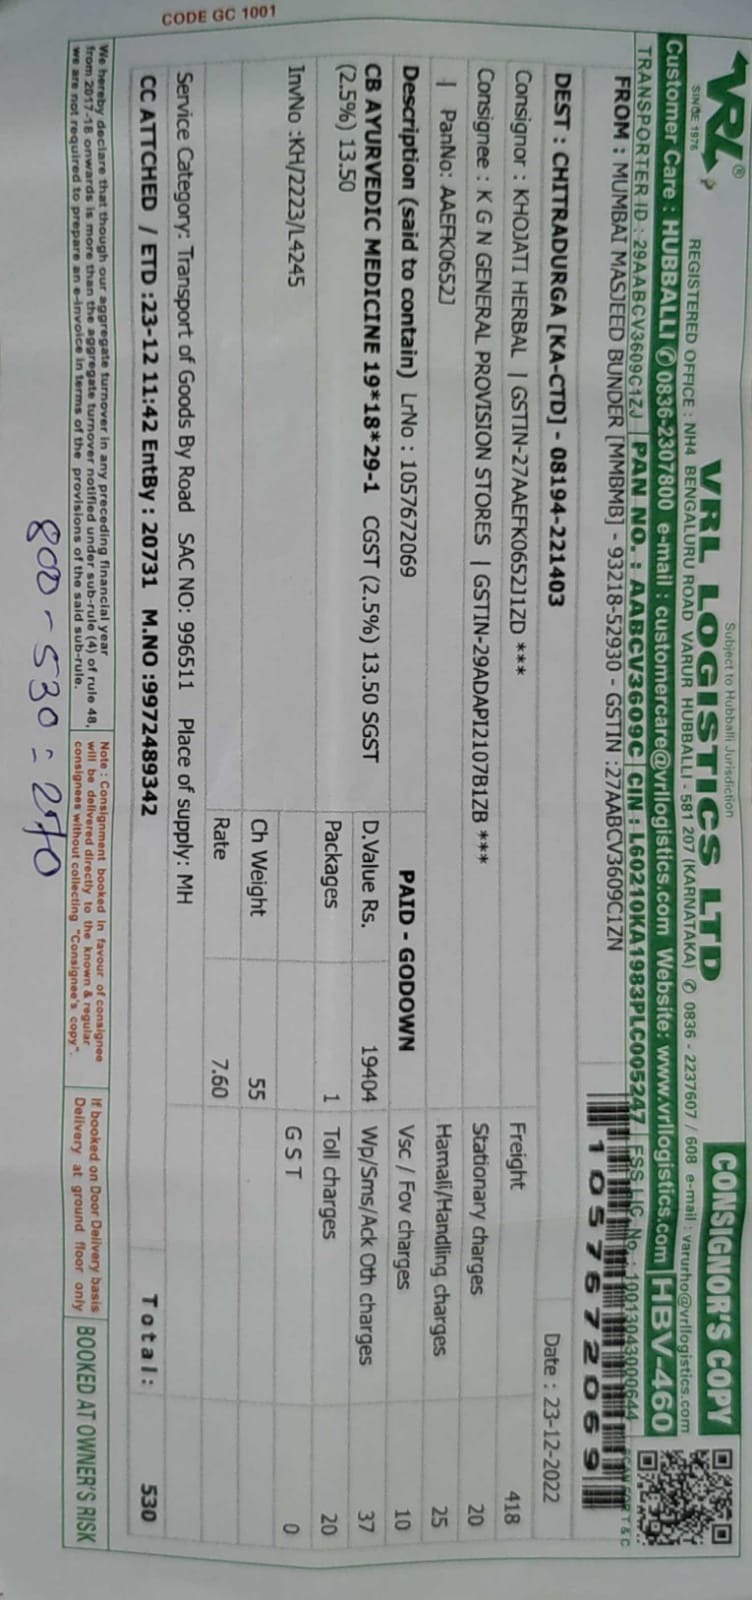 CODE GC 1001
VRL®
SINCE 1976
Subject to Hubballi Jurisdiction
VRL LOGISTICS LTD
CONSIGNOR'S COPY
REGISTERED OFFICE : NH4 BENGALURU ROAD VARUR HUBBALLI - 581 207 (KARNATAKA) ✆ 0836 - 2237607 / 608 e-mail : varurho@vrllogistics.com
Customer Care : HUBBALLI ✆ 0836-2307800 e-mail : customercare@vrllogistics.com Website: www.vrllogistics.com HBV-460
TRANSPORTER ID : 29AABCV3609C1ZJ PAN NO. : AABCV3609C CIN : L60210KA1983PLC005247 FSS LIC. No. : 10013043000644 SCAN FOR T & C
FROM : MUMBAI MASJEED BUNDER [MMBMB] - 93218-52930 - GSTIN :27AABCV3609C1ZN
1057672069
DEST : CHITRADURGA [KA-CTD] - 08194-221403
Date : 23-12-2022
Consignor : KHOJATI HERBAL | GSTIN-27AAEFK0652J1ZD ***
Freight 418
Consignee : K G N GENERAL PROVISION STORES | GSTIN-29ADAPI2107B1ZB ***
Stationary charges 20
| PanNo: AAEFK0652J
Hamali/Handling charges 25
Description (said to contain) LrNo : 1057672069
PAID - GODOWN
Vsc / Fov charges 10
CB AYURVEDIC MEDICINE 19*18*29-1 CGST (2.5%) 13.50 SGST
(2.5%) 13.50
D.Value Rs. 19404
Wp/Sms/Ack Oth charges 37
Packages 1
Toll charges 20
InvNo :KH/2223/L4245
G S T 0
Ch Weight 55
Rate 7.60
Service Category: Transport of Goods By Road SAC NO: 996511 Place of supply: MH
CC ATTCHED / ETD :23-12 11:42 EntBy : 20731 M.NO :9972489342
Total: 530
We hereby declare that though our aggregate turnover in any preceding financial year
from 2017-18 onwards is more than the aggregate turnover notified under sub-rule (4) of rule 48,
we are not required to prepare an e-invoice in terms of the provisions of the said sub-rule.
Note : Consignment booked in favour of consignee
will be delivered directly to the known & regular
consignees without collecting "Consignee's copy".
If booked on Door Delivery basis
Delivery at ground floor only
BOOKED AT OWNER'S RISK
800 - 530 = 270